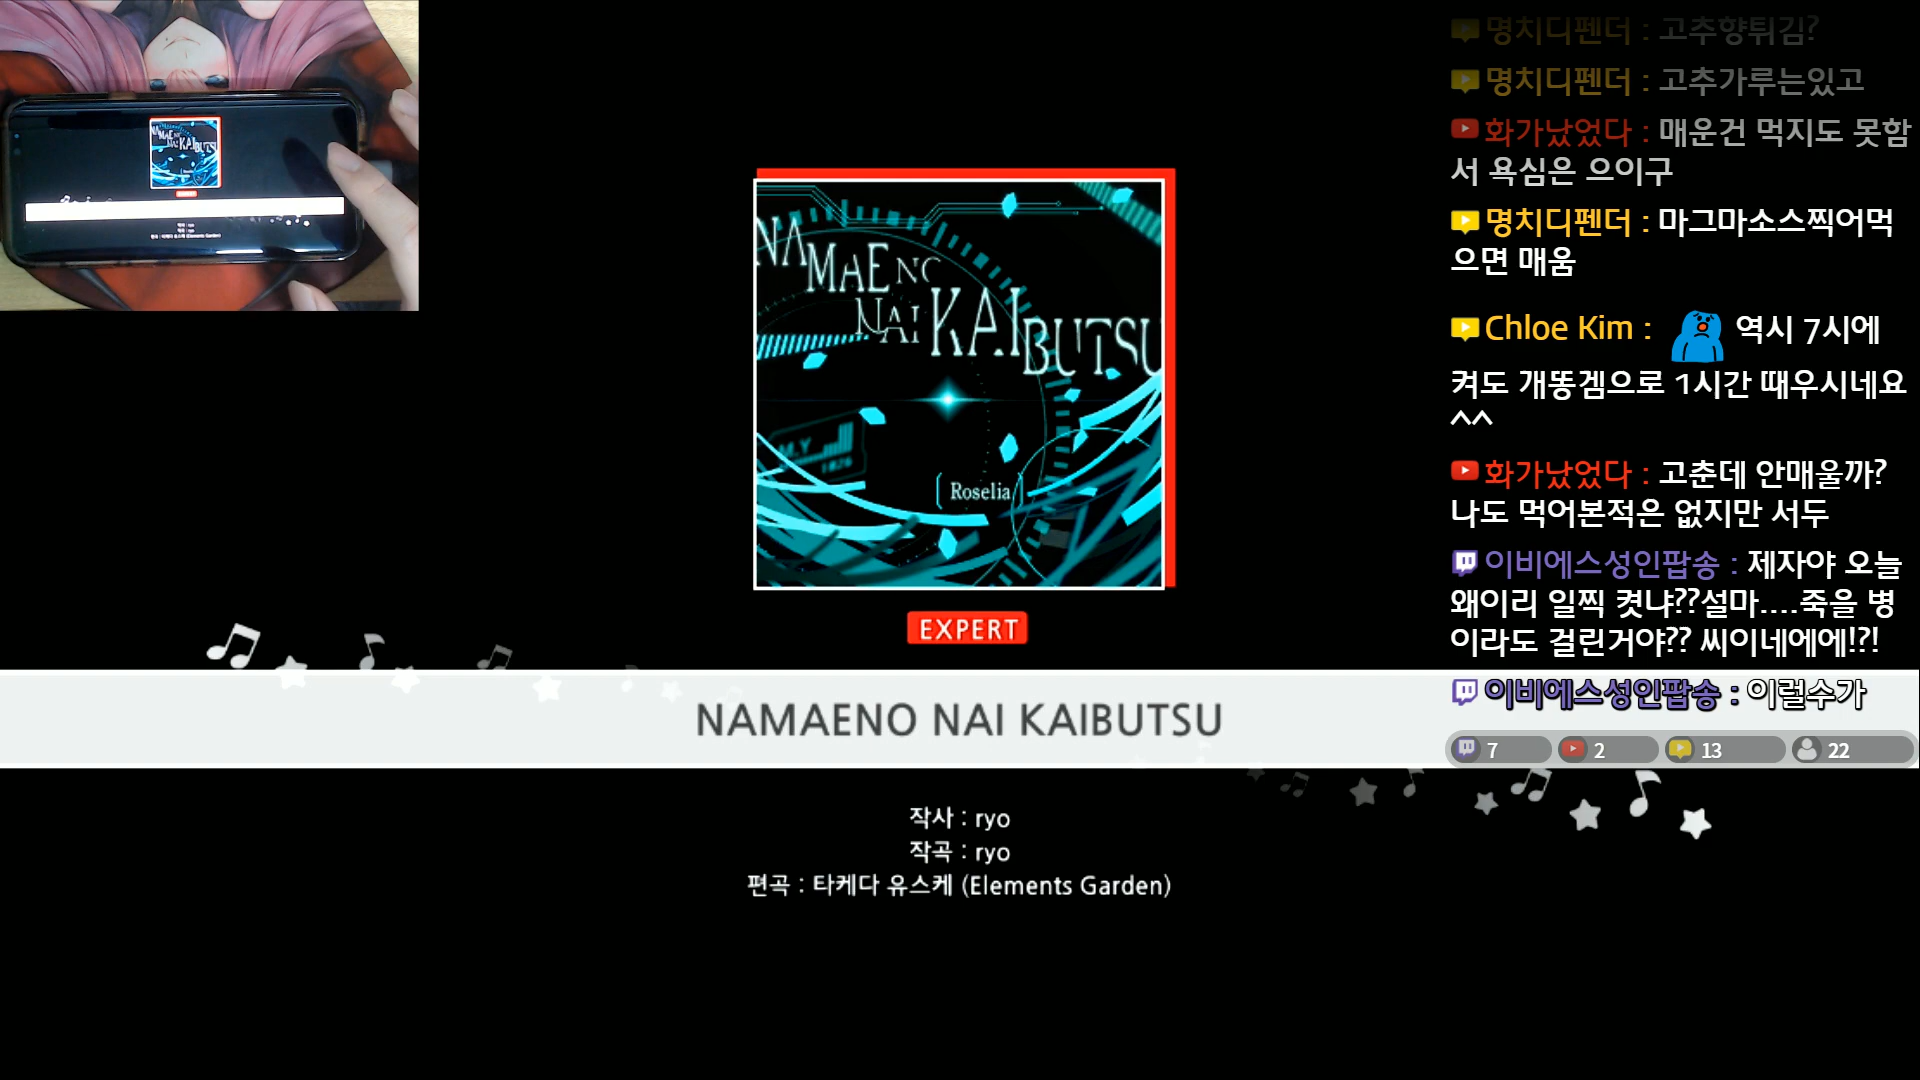 NAMAENO
NAI KAIBUTSU
M.Y
1026
Roselia
EXPERT
NAMAENO NAI KAIBUTSU
작사 : ryo
작곡 : ryo
편곡 : 타케다 유스케 (Elements Garden)
명치디펜더 : 고추향튀김?
명치디펜더 : 고추가루는있고
화가났었다 : 매운건 먹지도 못함
서 욕심은 으이구
명치디펜더 : 마그마소스찍어먹
으면 매움
Chloe Kim : 역시 7시에
켜도 개똥겜으로 1시간 때우시네요
^^
화가났었다 : 고춘데 안매울까?
나도 먹어본적은 없지만 서두
이비에스성인팝송 : 제자야 오늘
왜이리 일찍 켯냐??설마....죽을 병
이라도 걸린거야?? 씨이네에에!?!
이비에스성인팝송 : 이럴수가
7 2 13 22